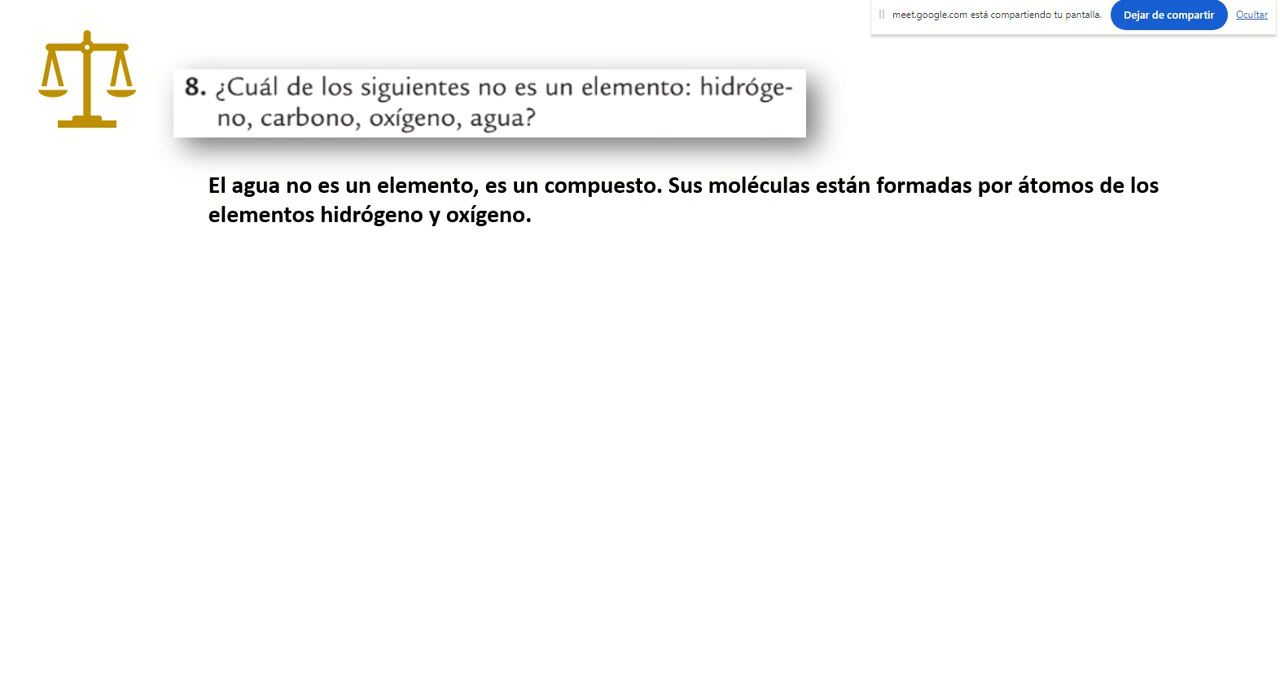 meet.google.com está compartiendo tu pantalla. Dejar de compartir Ocultar
8. ¿Cuál de los siguientes no es un elemento: hidróge-
no, carbono, oxígeno, agua?
El agua no es un elemento, es un compuesto. Sus moléculas están formadas por átomos de los
elementos hidrógeno y oxígeno.